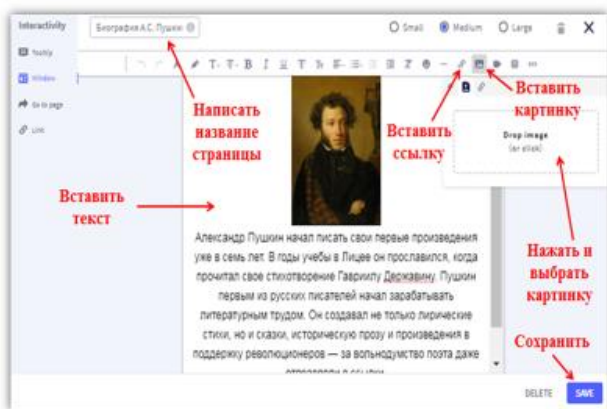 Interactivity
Биография А.С. Пушки
Small
Medium
Large
X
Tooltip
Window
Go to page
Link
Написать
название
страницы
Вставить
ссылку
Вставить
картинку
Drop image
(or click)
Вставить
текст
Нажать и
выбрать
картинку
Александр Пушкин начал писать свои первые произведения
уже в семь лет. В годы учебы в Лицее он прославился, когда
прочитал свое стихотворение Гавриилу Державину. Пушкин
первым из русских писателей начал зарабатывать
литературным трудом. Он создавал не только лирические
стихи, но и сказки, историческую прозу и произведения в
поддержку революционеров — за вольнодумство поэта даже
Сохранить
DELETE
SAVE